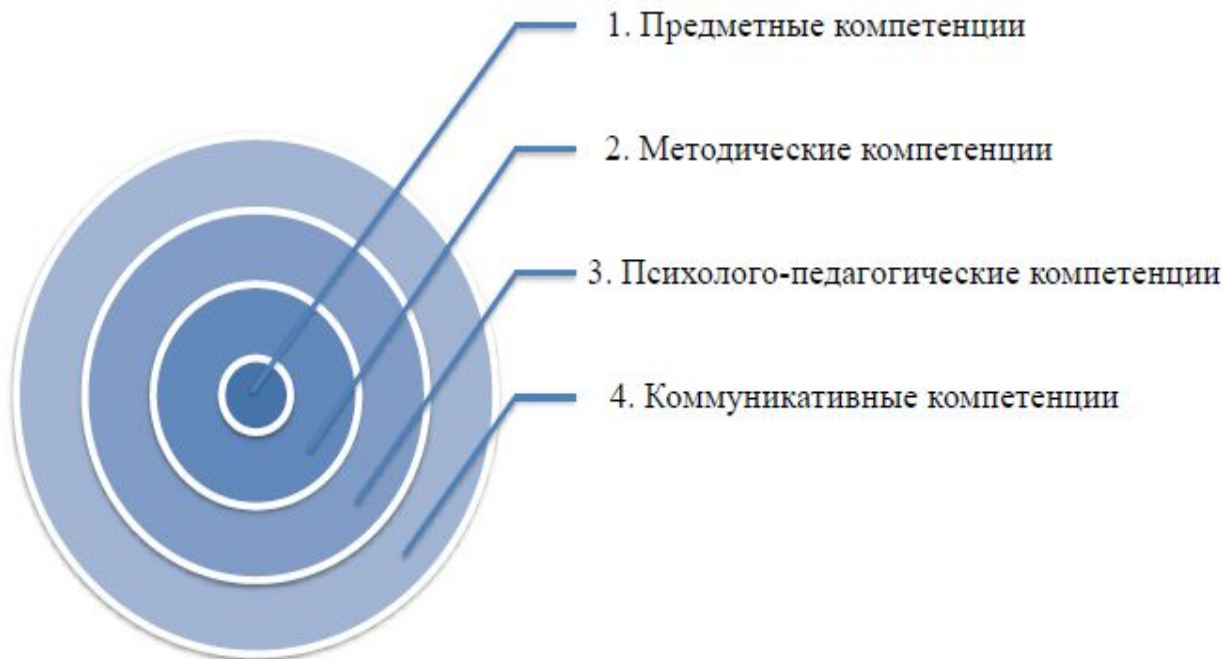 1. Предметные компетенции
2. Методические компетенции
3. Психолого-педагогические компетенции
4. Коммуникативные компетенции